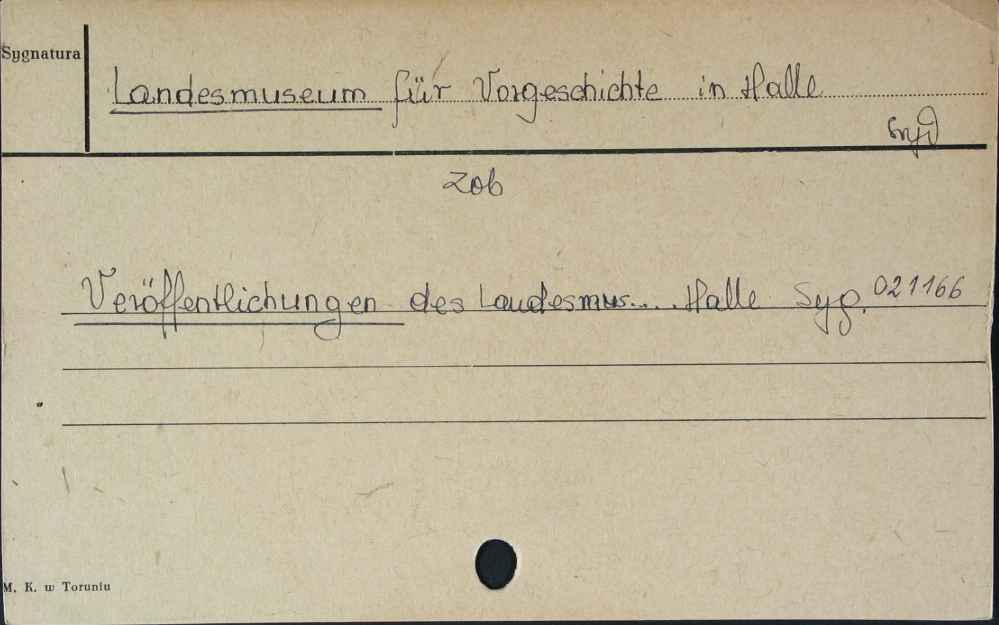 Sygnatura
Landesmuseum für Vorgeschichte in Halle
zob
Veröffentlichungen des Landesmus... Halle Syg. 021166
M. K. w Toruniu